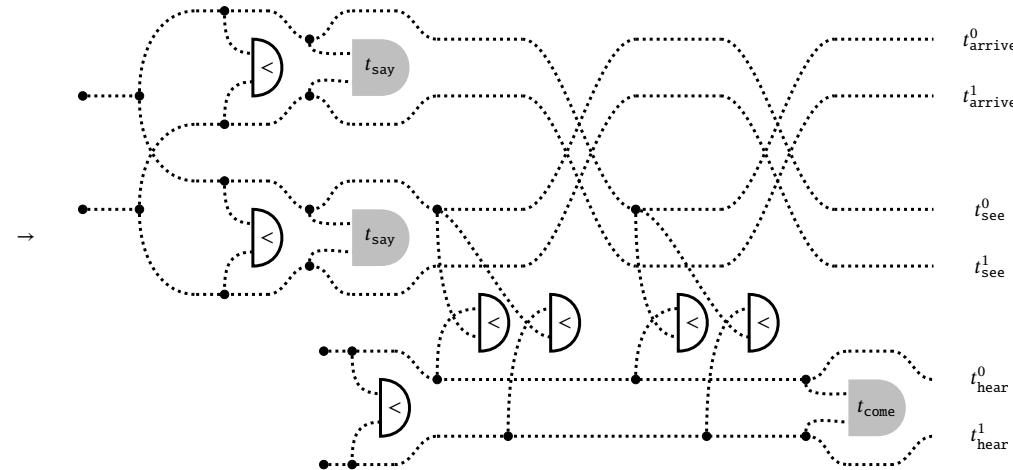 t_say
t^0_arrive
t^1_arrive
<
→
t_say
<
t^0_see
t^1_see
< < < <
<
t_come
t^0_hear
t^1_hear